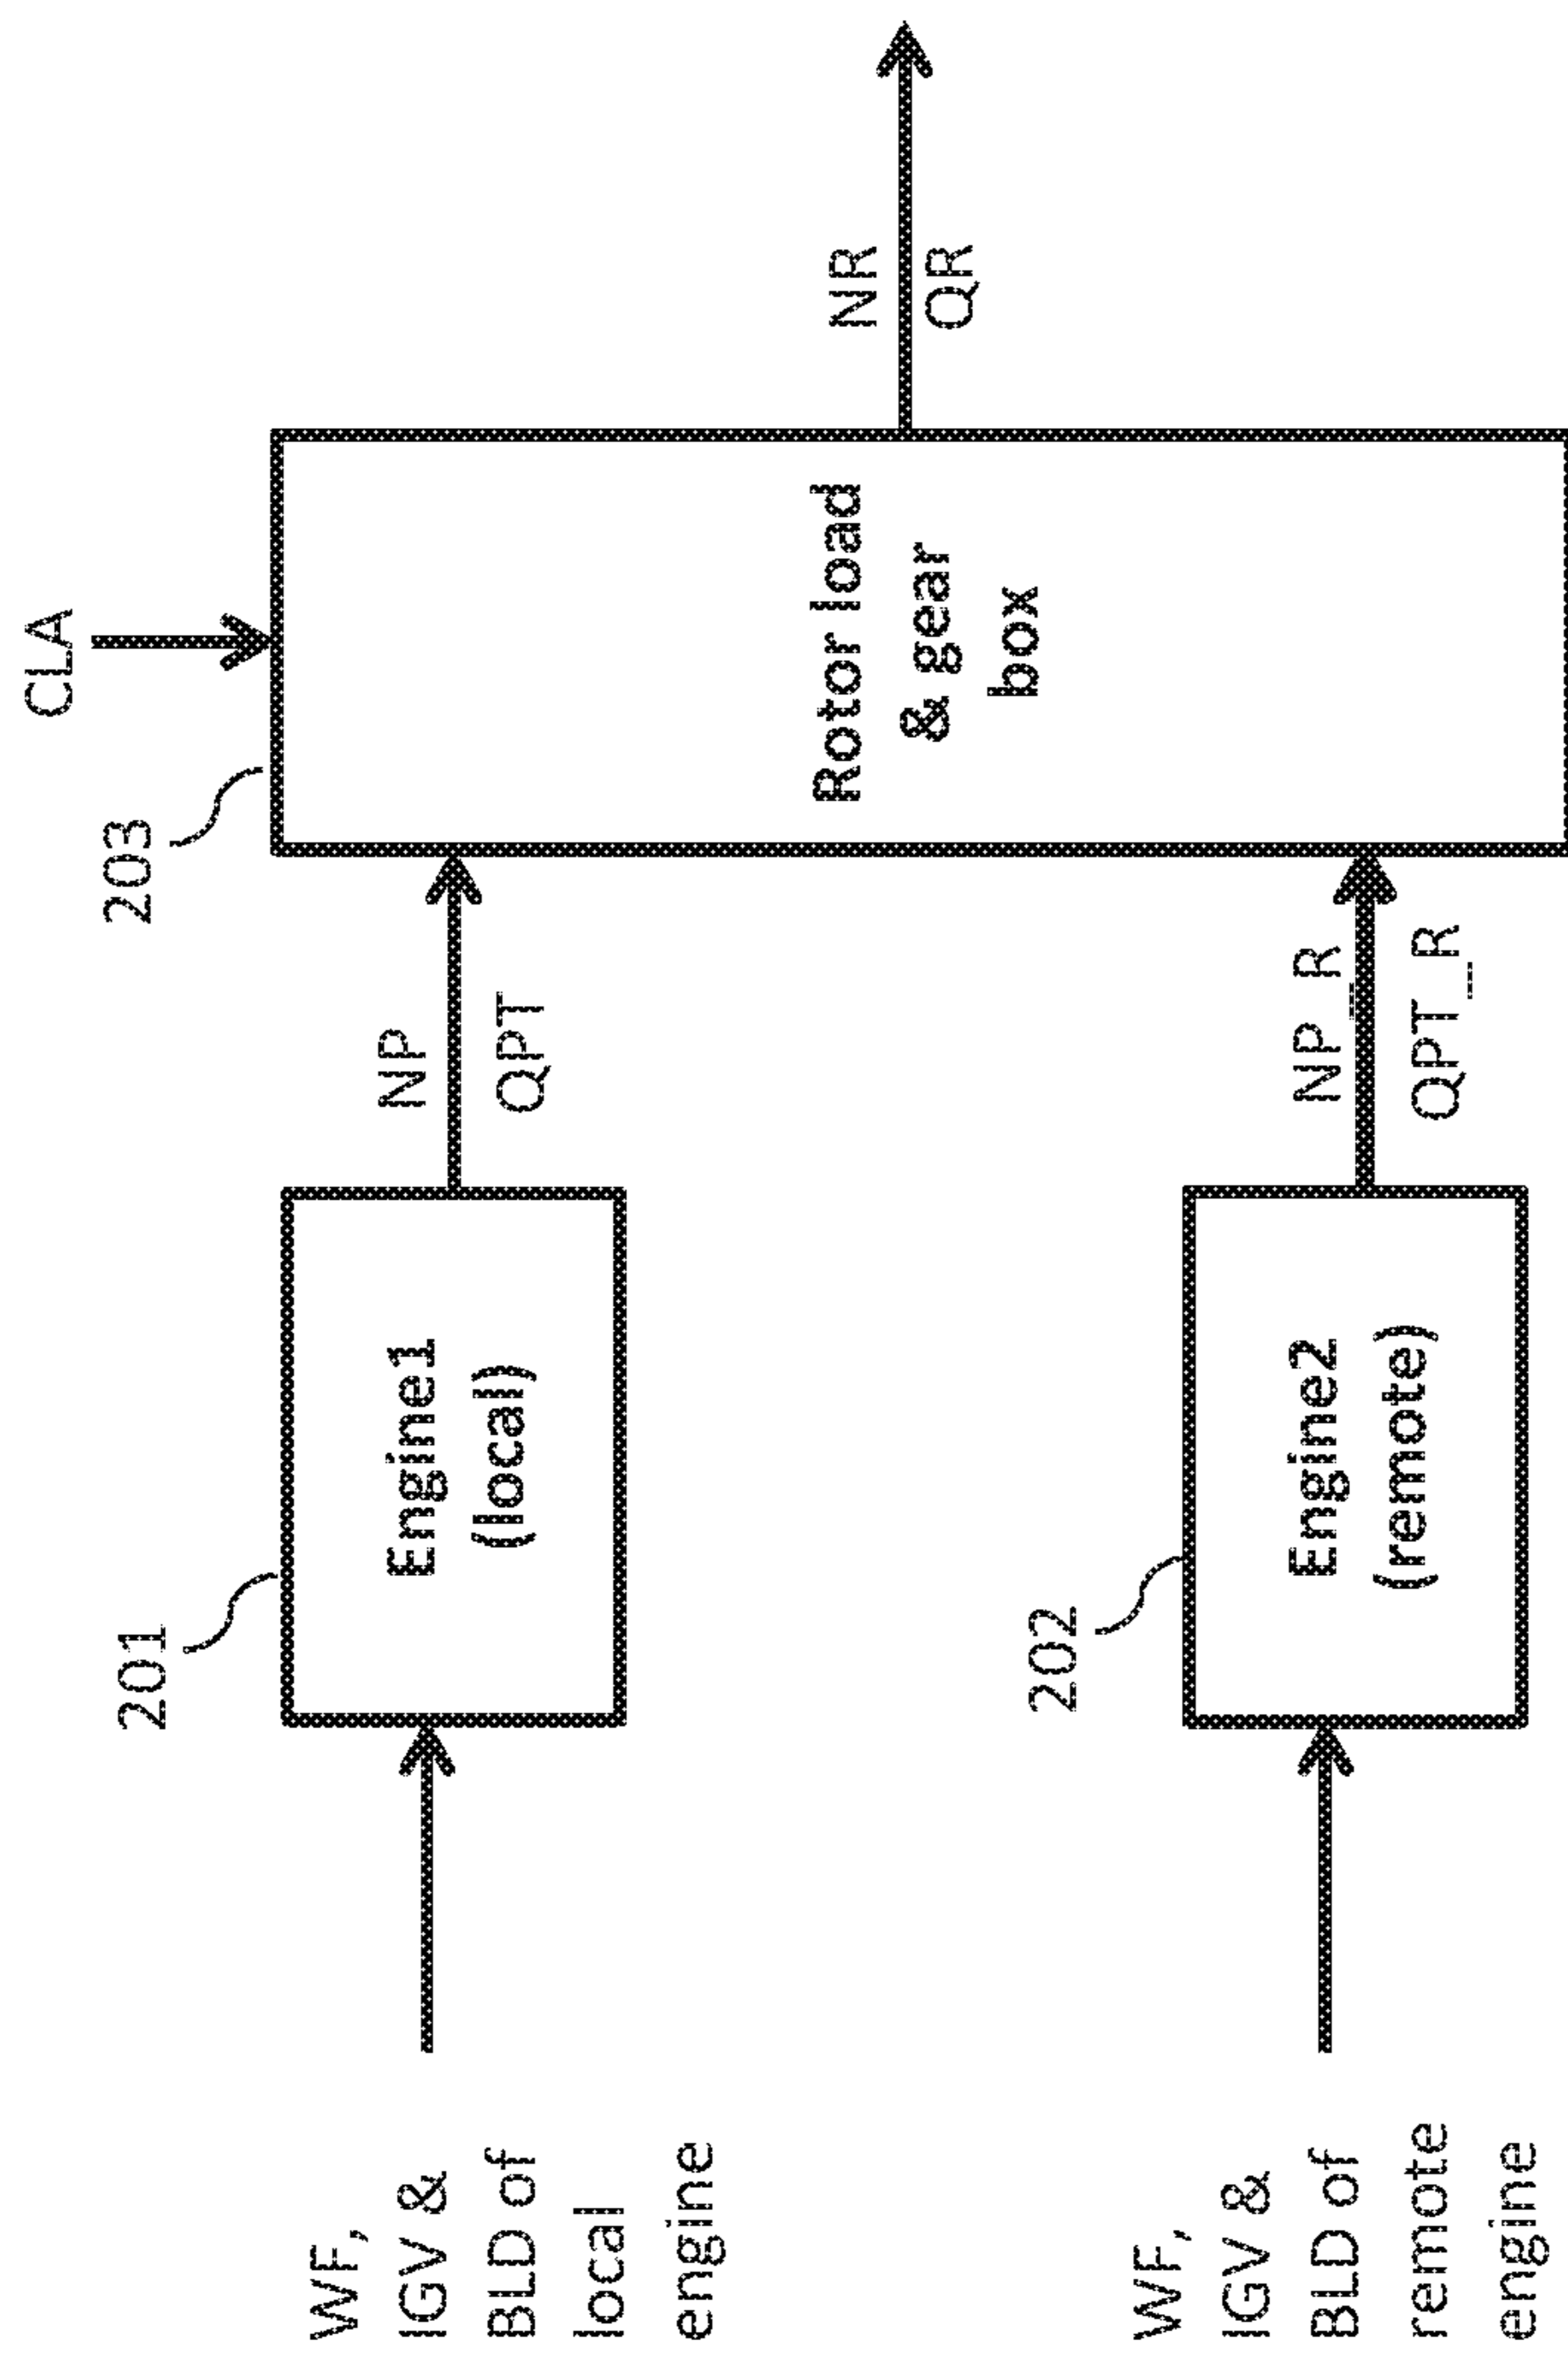 WF,
IGV &
BLD of
local
engine
201
Engine1
(local)
NP
QPT
WF,
IGV &
BLD of
remote
engine
202
Engine2
(remote)
NP_R
QPT_R
203
CLA
Rotor load
& gear
box
NR
QR